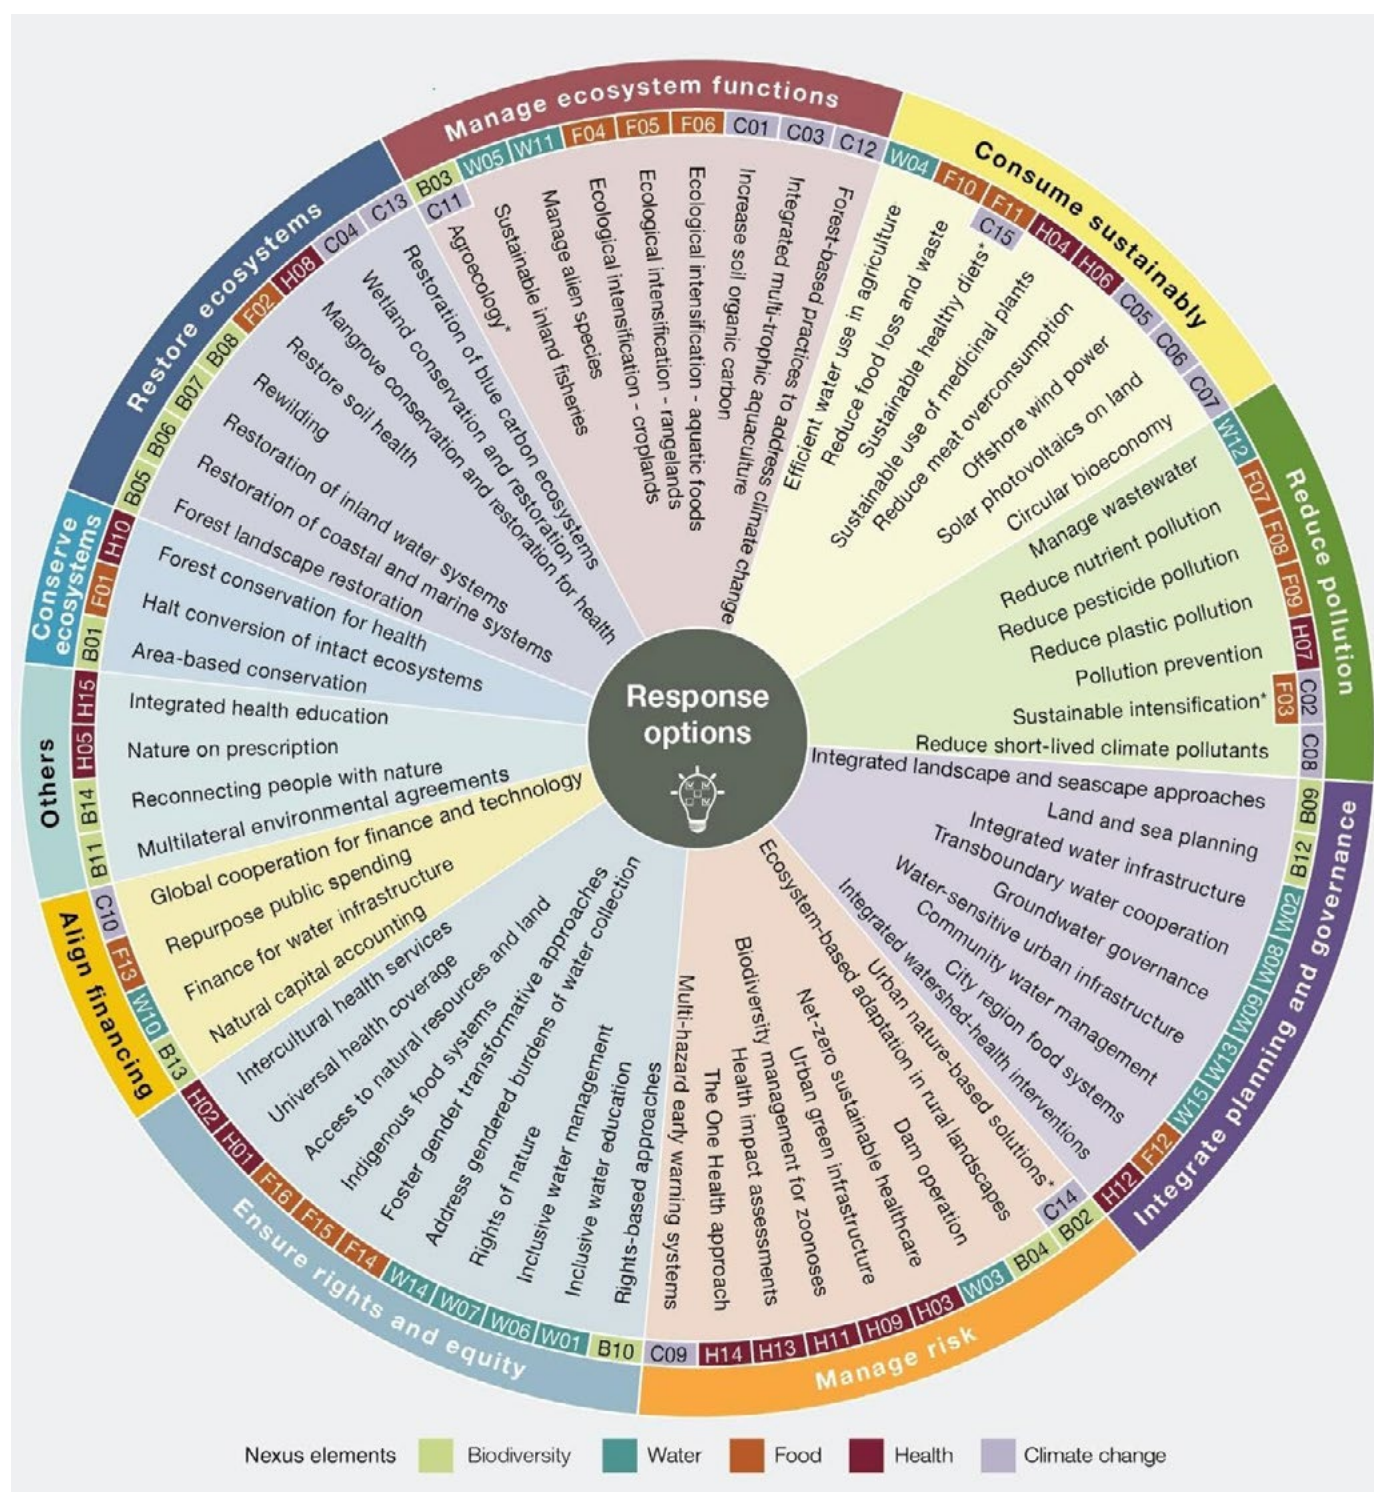 Manage ecosystem functions
B03
C11
Agroecology*
W05
Sustainable inland fisheries
W11
Manage alien species
F04
Ecological intensification - croplands
F05
Ecological intensification - rangelands
F06
Ecological intensification - aquatic foods
C01
Increase soil organic carbon
C03
Integrated multi-trophic aquaculture
C12
Forest-based practices to address climate change
Consume sustainably
W04
Efficient water use in agriculture
F10
Reduce food loss and waste
F11
C15
Sustainable healthy diets*
H04
Sustainable use of medicinal plants
H06
Reduce meat overconsumption
C05
Offshore wind power
C06
Solar photovoltaics on land
C07
Circular bioeconomy
Reduce pollution
W12
Manage wastewater
F07
Reduce nutrient pollution
F08
Reduce pesticide pollution
F09
Reduce plastic pollution
H07
Pollution prevention
C02
F03
Sustainable intensification*
C08
Reduce short-lived climate pollutants
Integrate planning and governance
B09
Integrated landscape and seascape approaches
B12
Land and sea planning
W02
Integrated water infrastructure
W08
Transboundary water cooperation
W09
Groundwater governance
W13
Water-sensitive urban infrastructure
W15
Community water management
F12
City region food systems
H12
Integrated watershed-health interventions
Manage risk
B02
C14
Urban nature-based solutions*
B04
Ecosystem-based adaptation in rural landscapes
W03
Dam operation
H03
Net-zero sustainable healthcare
H09
Urban green infrastructure
H11
Biodiversity management for zoonoses
H13
Health impact assessments
H14
The One Health approach
C09
Multi-hazard early warning systems
Ensure rights and equity
B10
Rights-based approaches
W01
Inclusive water education
W06
Inclusive water management
W07
Rights of nature
W14
Address gendered burdens of water collection
F14
Foster gender transformative approaches
F15
Indigenous food systems
F16
Access to natural resources and land
H01
Universal health coverage
H02
Intercultural health services
Align financing
B13
Natural capital accounting
W10
Finance for water infrastructure
F13
Repurpose public spending
C10
Global cooperation for finance and technology
Others
B11
Multilateral environmental agreements
B14
Reconnecting people with nature
H05
Nature on prescription
H15
Integrated health education
Conserve
ecosystems
B01
Area-based conservation
F01
Halt conversion of intact ecosystems
H10
Forest conservation for health
Restore ecosystems
B05
Forest landscape restoration
B06
Restoration of coastal and marine systems
B07
Restoration of inland water systems
B08
Rewilding
F02
Restore soil health
H08
Mangrove conservation and restoration for health
C04
Wetland conservation and restoration
C13
Restoration of blue carbon ecosystems
Response
options
Nexus elements
Biodiversity
Water
Food
Health
Climate change